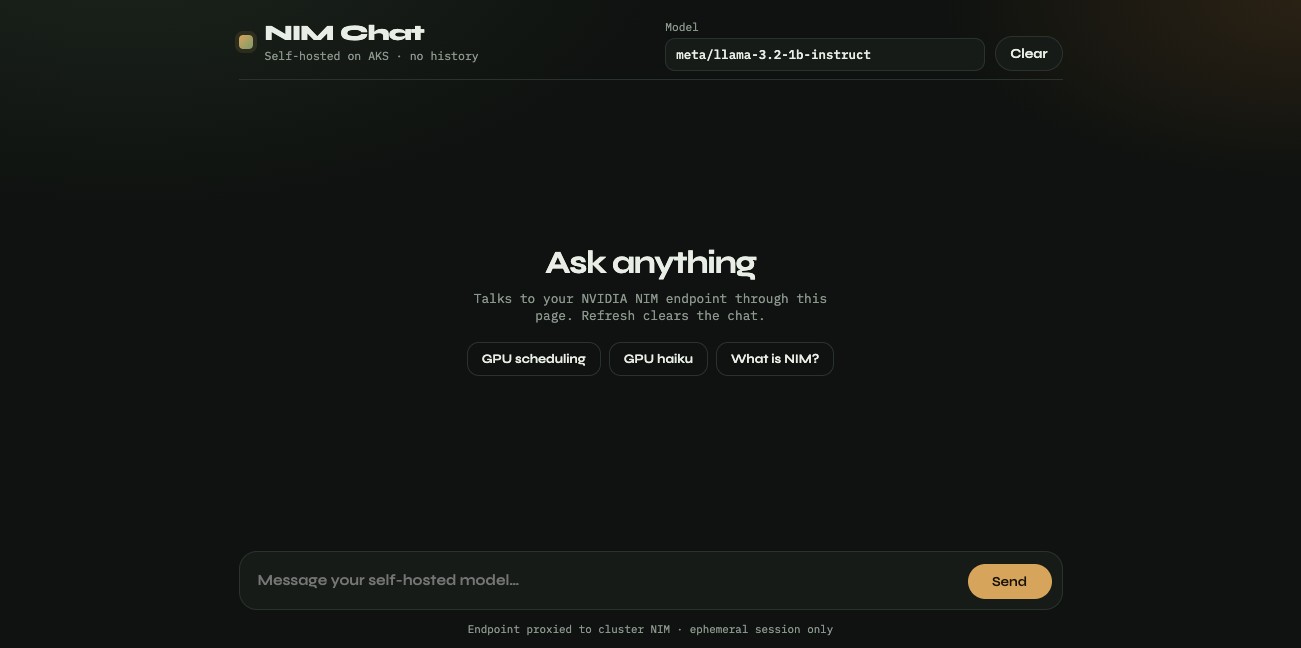 NIM Chat
Self-hosted on AKS · no history
Model
meta/llama-3.2-1b-instruct
Clear
Ask anything
Talks to your NVIDIA NIM endpoint through this
page. Refresh clears the chat.
GPU scheduling
GPU haiku
What is NIM?
Message your self-hosted model…
Send
Endpoint proxied to cluster NIM · ephemeral session only